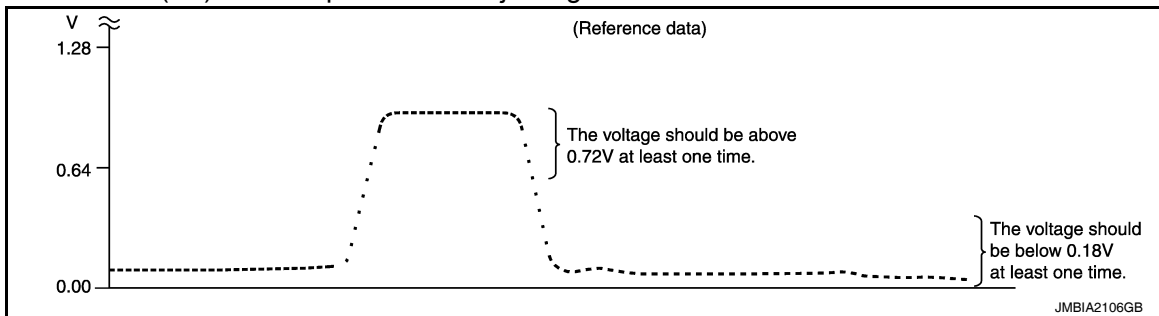 V
(Reference data)
1.28
The voltage should be above
0.72V at least one time.
0.64
The voltage should
be below 0.18V
at least one time.
0.00
JMBIA2106GB